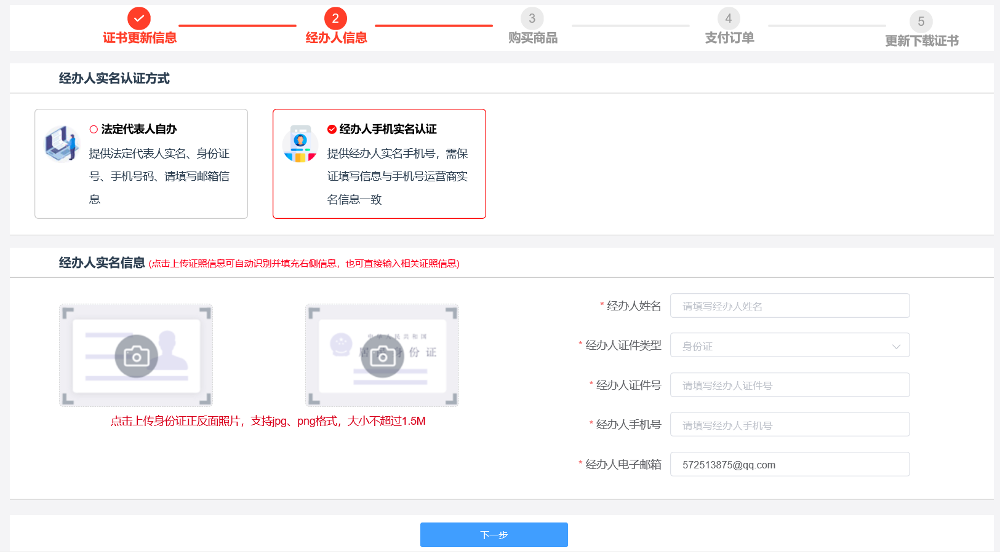 2
3
4
5
证书更新信息
经办人信息
购买商品
支付订单
更新下载证书
经办人实名认证方式
法定代表人自办
提供法定代表人实名、身份证
号、手机号码、请填写邮箱信
息
经办人手机实名认证
提供经办人实名手机号，需保
证填写信息与手机号运营商实
名信息一致
经办人实名信息 (点击上传证照信息可自动识别并填充右侧信息，也可直接输入相关证照信息)
中华人民共和国
居民身份证
点击上传身份证正反面照片，支持jpg、png格式，大小不超过1.5M
* 经办人姓名 请填写经办人姓名
* 经办人证件类型 身份证
* 经办人证件号 请填写经办人证件号
* 经办人手机号 请填写经办人手机号
* 经办人电子邮箱 572513875@qq.com
下一步